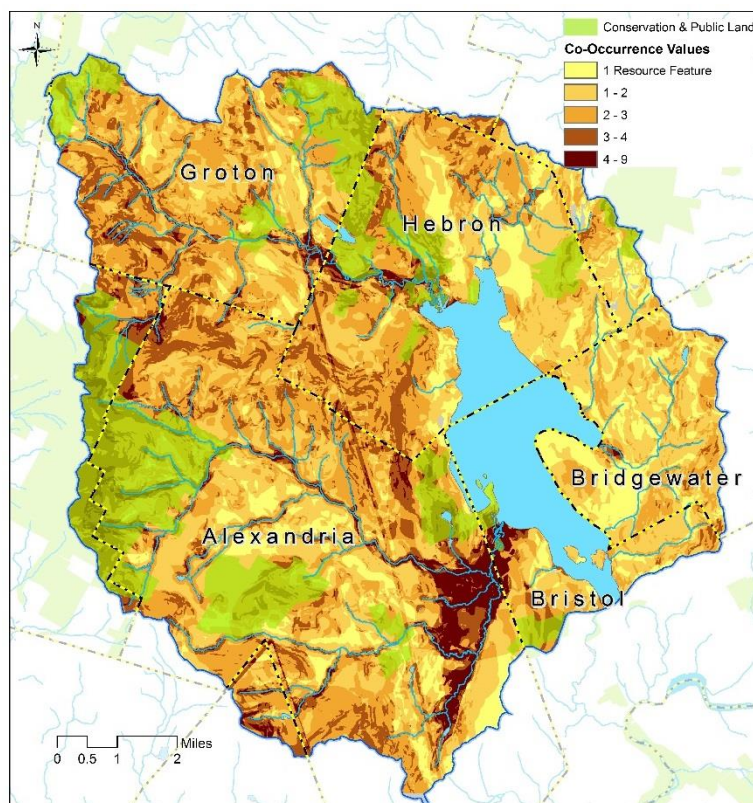 N
Conservation & Public Land
Co-Occurrence Values
1 Resource Feature
1 - 2
2 - 3
3 - 4
4 - 9
Groton
Hebron
Bridgewater
Alexandria
Bristol
Miles
0 0.5 1 2